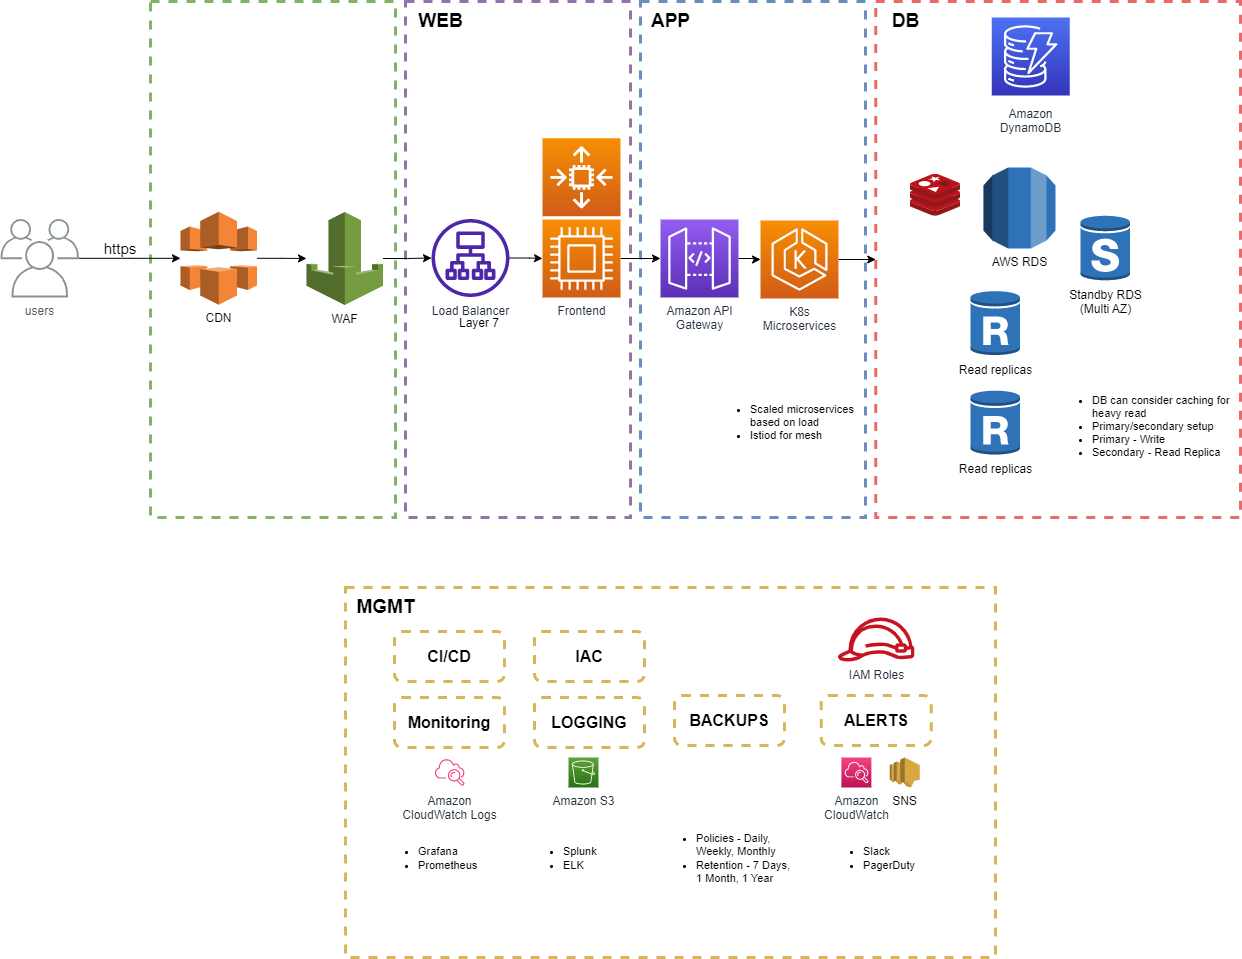 WEB
APP
DB
Amazon
DynamoDB
https
users
CDN
WAF
Load Balancer
Layer 7
Frontend
Amazon API
Gateway
K
K8s
Microservices
AWS RDS
S
Standby RDS
(Multi AZ)
R
Read replicas
R
Read replicas
Scaled microservices
based on load
Istiod for mesh
DB can consider caching for
heavy read
Primary/secondary setup
Primary - Write
Secondary - Read Replica
MGMT
CI/CD
IAC
IAM Roles
Monitoring
LOGGING
BACKUPS
ALERTS
Amazon
CloudWatch Logs
Amazon S3
Amazon
CloudWatch
SNS
Grafana
Prometheus
Splunk
ELK
Policies - Daily,
Weekly, Monthly
Retention - 7 Days,
1 Month, 1 Year
Slack
PagerDuty